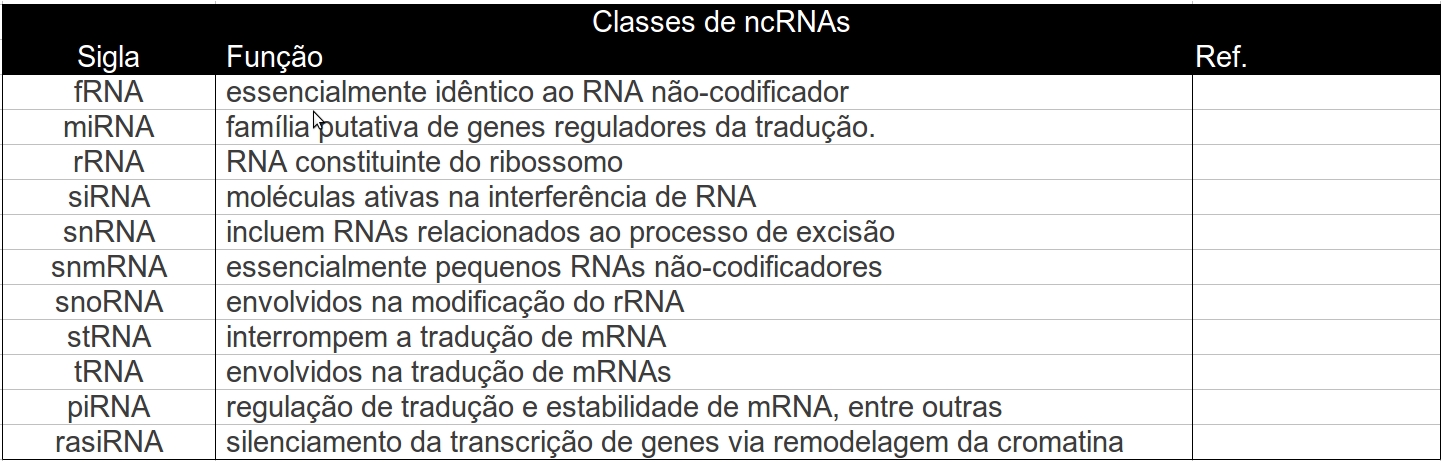 Classes de ncRNAs
Sigla Função Ref.
fRNA essencialmente idêntico ao RNA não-codificador
miRNA família putativa de genes reguladores da tradução.
rRNA RNA constituinte do ribossomo
siRNA moléculas ativas na interferência de RNA
snRNA incluem RNAs relacionados ao processo de excisão
snmRNA essencialmente pequenos RNAs não-codificadores
snoRNA envolvidos na modificação do rRNA
stRNA interrompem a tradução de mRNA
tRNA envolvidos na tradução de mRNAs
piRNA regulação de tradução e estabilidade de mRNA, entre outras
rasiRNA silenciamento da transcrição de genes via remodelagem da cromatina